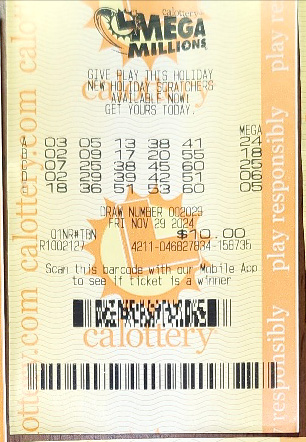 calottery
MEGA
MILLIONS
GIVE PLAY THIS HOLIDAY
NEW HOLIDAY SCRATCHERS
AVAILABLE NOW!
GET YOURS TODAY.
MEGA
A 03 05 13 38 41 24
B 02 09 17 20 55 18
C 07 25 38 45 60 25
D 02 29 39 46 51 06
E 18 36 51 53 60 05
DRAW NUMBER 002029
FRI NOV 29 2024
$10.00
R1002127
Scan this barcode with our Mobile App
to see if ticket is a winner
calottery
calottery.com
play responsibly